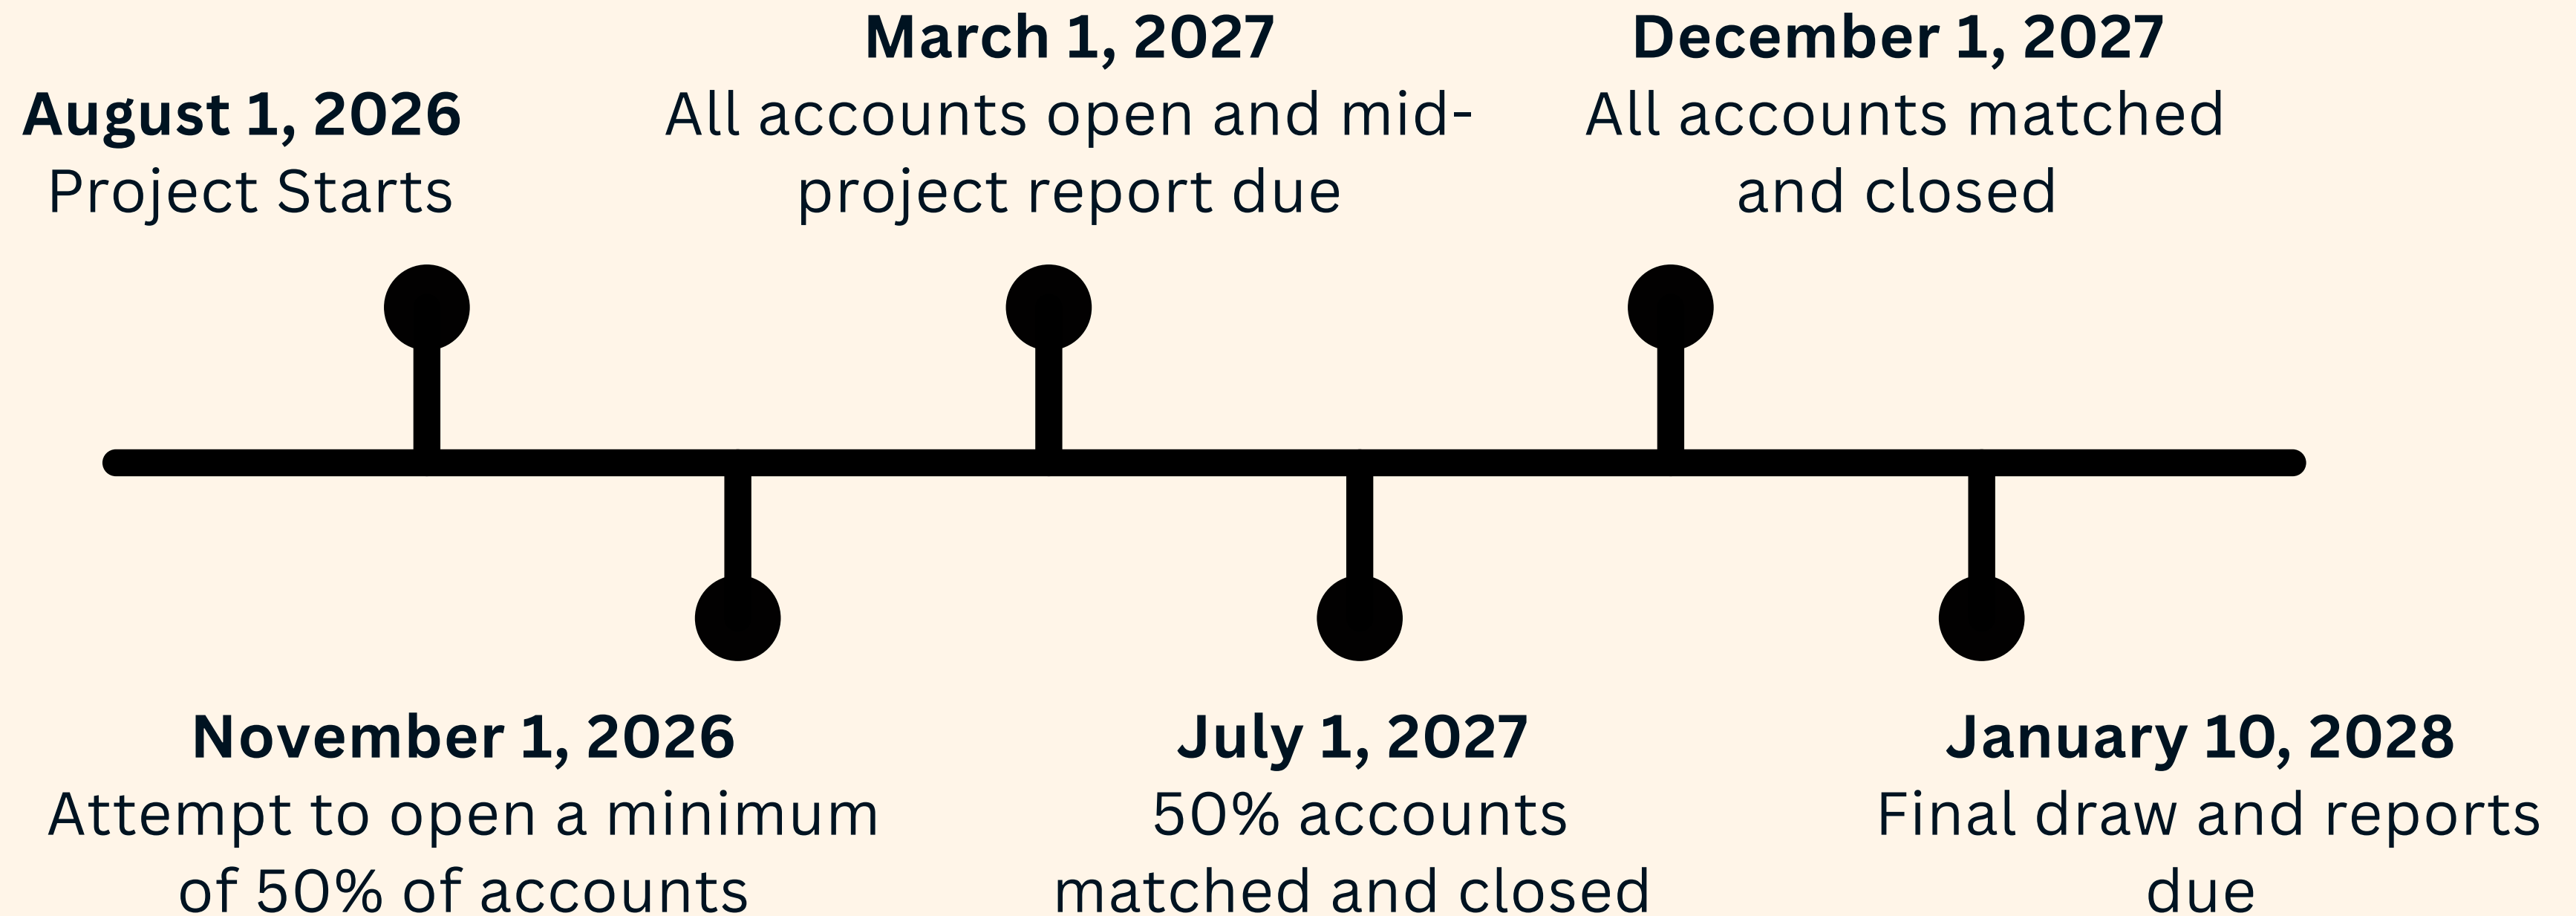 August 1, 2026
Project Starts
November 1, 2026
Attempt to open a minimum
of 50% of accounts
March 1, 2027
All accounts open and mid-
project report due
July 1, 2027
50% accounts
matched and closed
December 1, 2027
All accounts matched
and closed
January 10, 2028
Final draw and reports
due